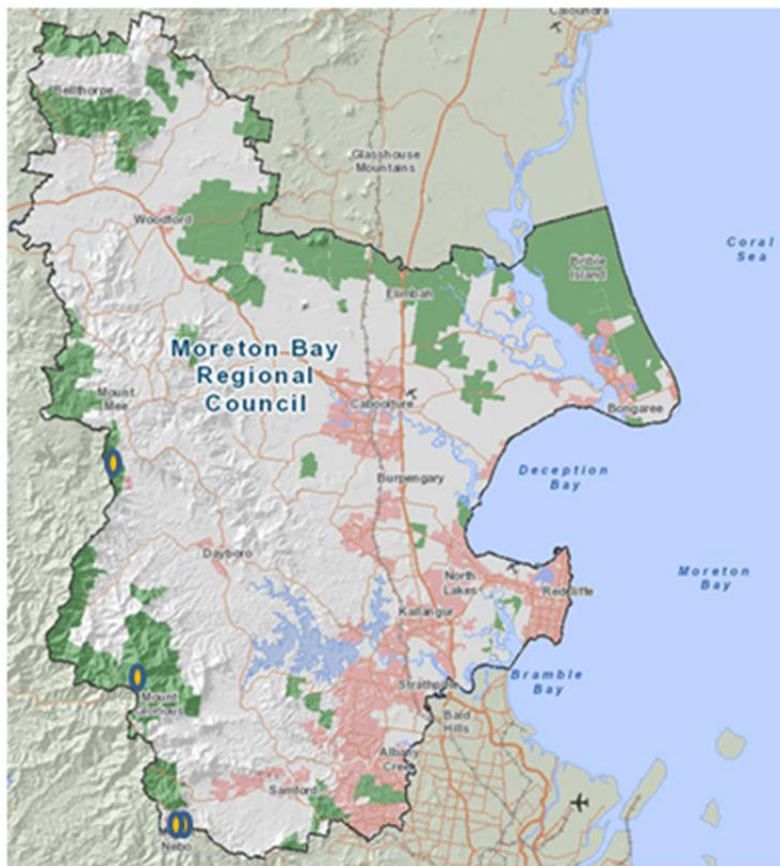 Caloundra
Bellthorpe
Glasshouse
Mountains
Woodford
Coral
Sea
Bribie
Island
Elimbah
Moreton Bay
Regional
Council
Mount
Mee
Caboolture
Bongaree
Deception
Bay
Burpengary
Dayboro
North
Lakes
Redcliffe
Moreton
Bay
Kallangur
Strathpine
Bramble
Bay
Mount
Glorious
Bald
Hills
Albany
Creek
Samford
Nebo